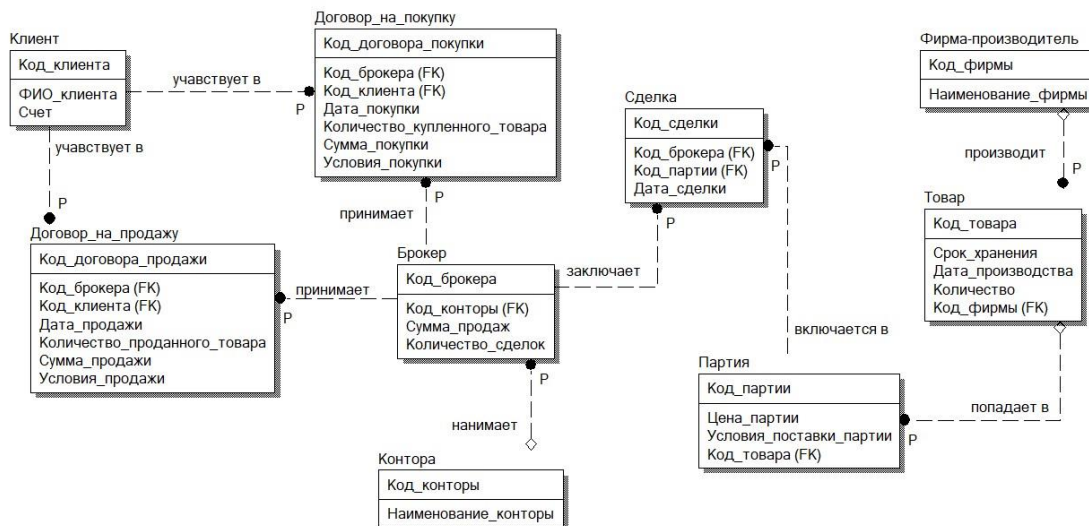 Клиент
Код_клиента
ФИО_клиента
Счет
учавствует в
P
учавствует в
P
Договор_на_покупку
Код_договора_покупки
Код_брокера (FK)
Код_клиента (FK)
Дата_покупки
Количество_купленного_товара
Сумма_покупки
Условия_покупки
P
принимает
Договор_на_продажу
Код_договора_продажи
Код_брокера (FK)
Код_клиента (FK)
Дата_продажи
Количество_проданного_товара
Сумма_продажи
Условия_продажи
принимает
P
Брокер
Код_брокера
Код_конторы (FK)
Сумма_продаж
Количество_сделок
P
нанимает
Контора
Код_конторы
Наименование_конторы
заключает
P
Сделка
Код_сделки
Код_брокера (FK)
Код_партии (FK)
Дата_сделки
P
включается в
Партия
Код_партии
Цена_партии
Условия_поставки_партии
Код_товара (FK)
P
попадает в
Фирма-производитель
Код_фирмы
Наименование_фирмы
производит
P
Товар
Код_товара
Срок_хранения
Дата_производства
Количество
Код_фирмы (FK)